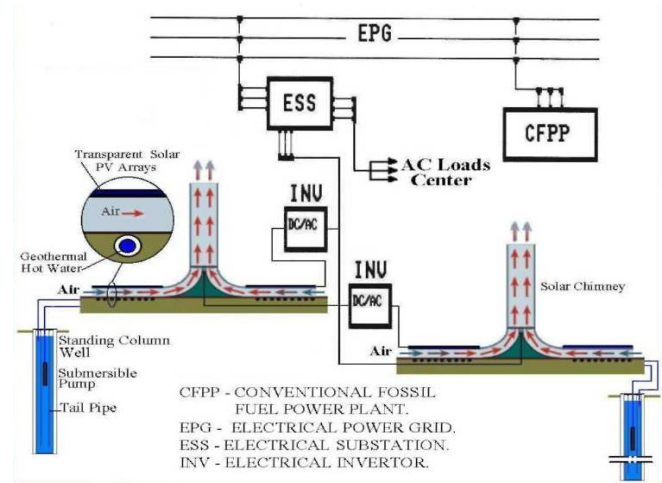 EPG
ESS
CFPP
Transparent Solar
PV Arrays
AC Loads
Center
Air
INV
DC/AC
Geothermal
Hot Water
INV
DC/AC
Solar Chimney
Air
Air
Standing Column
Well
Submersible
Pump
Tail Pipe
CFPP - CONVENTIONAL FOSSIL
FUEL POWER PLANT.
EPG - ELECTRICAL POWER GRID.
ESS - ELECTRICAL SUBSTATION.
INV - ELECTRICAL INVERTOR.